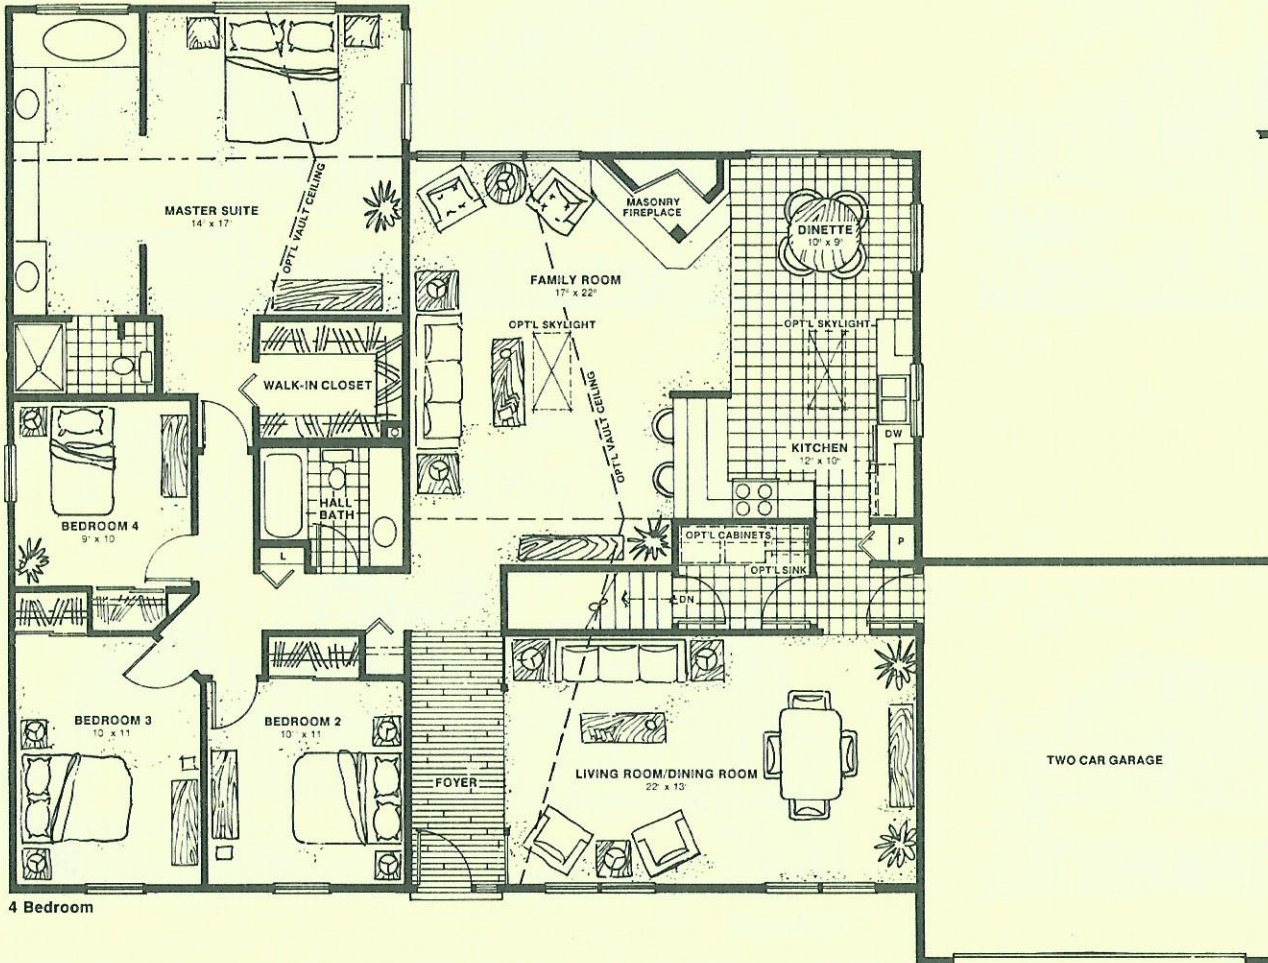 MASTER SUITE
14' x 17'
OPT'L VAULT CEILING
MASONRY
FIREPLACE
DINETTE
10' x 9'
FAMILY ROOM
17' x 22'
OPT'L SKYLIGHT
OPT'L SKYLIGHT
WALK-IN CLOSET
OPT'L VAULT CEILING
DW
KITCHEN
12' x 10'
HALL
BATH
BEDROOM 4
9' x 10
OPT'L CABINETS
P
L
OPT'L SINK
DN
BEDROOM 3
10 x 11
BEDROOM 2
10' x 11
FOYER
LIVING ROOM/DINING ROOM
22' x 13'
TWO CAR GARAGE
4 Bedroom